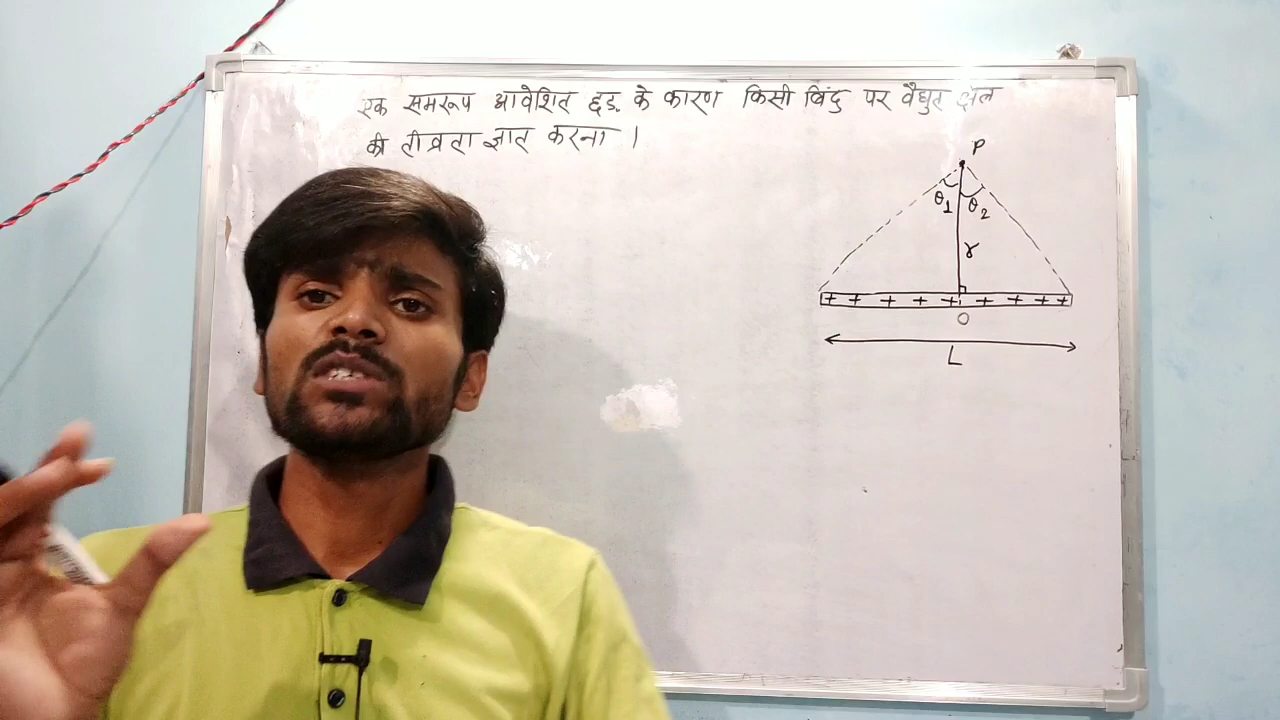 एक समरूप आवेशित छड़ के कारण किसी बिंदु पर वैद्युत क्षेत्र
की तीव्रता ज्ञात करना ।
P
θ1 θ2
r
+ + + + + + + + +
O
L